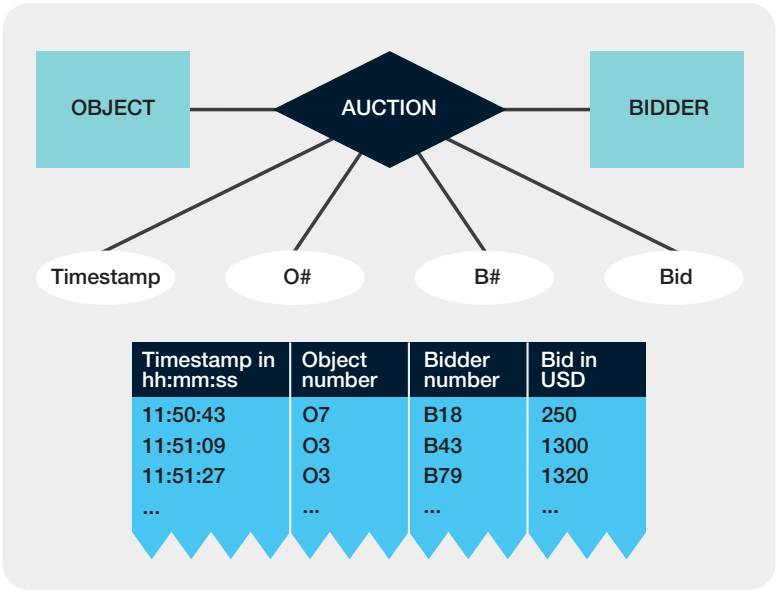 OBJECT AUCTION BIDDER
Timestamp O# B# Bid
Timestamp in hh:mm:ss Object number Bidder number Bid in USD
11:50:43 O7 B18 250
11:51:09 O3 B43 1300
11:51:27 O3 B79 1320
... ... ... ...